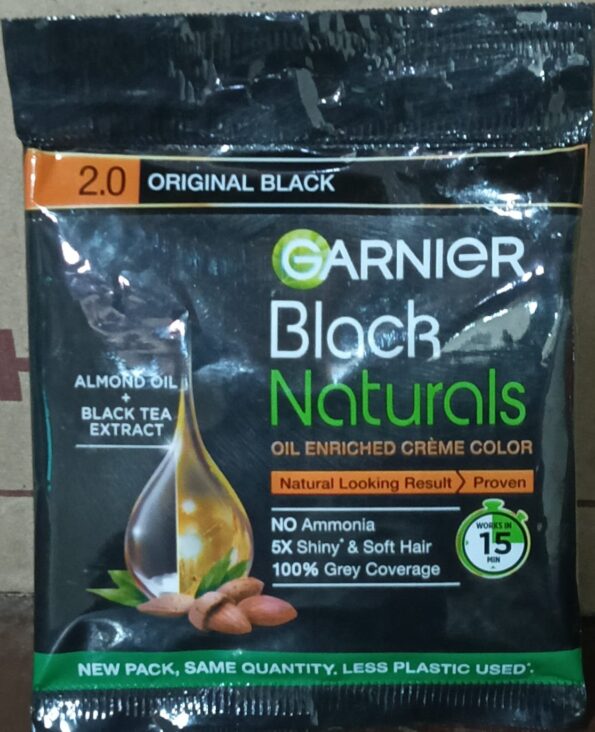 2.0 ORIGINAL BLACK
GARNIER
Black
Naturals
ALMOND OIL
+
BLACK TEA
EXTRACT
OIL ENRICHED CRÈME COLOR
Natural Looking Result Proven
NO Ammonia
5X Shiny* & Soft Hair
100% Grey Coverage
WORKS IN
15
MIN
NEW PACK, SAME QUANTITY. LESS PLASTIC USED*.